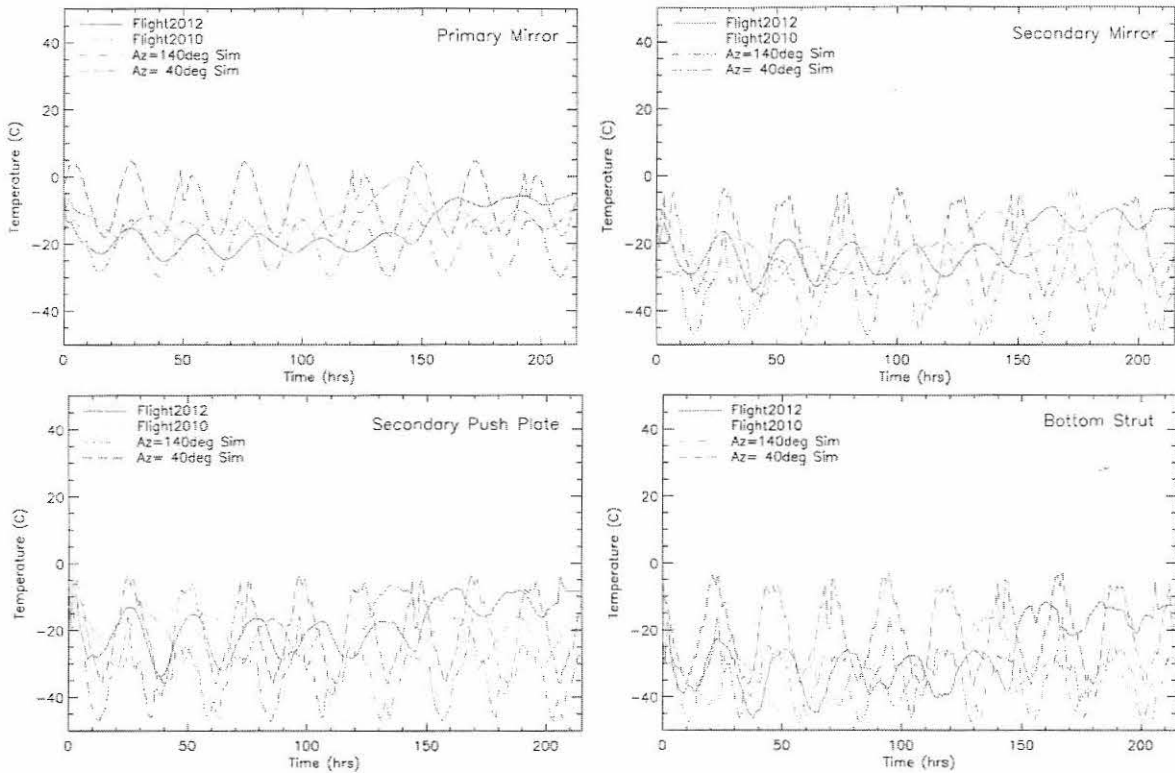 Flight2012
Flight2010
Az=140deg Sim
Az= 40deg Sim
Primary Mirror
40
20
0
-20
-40
Temperature (C)
0 50 100 150 200
Time (hrs)
Flight2012
Flight2010
Az=140deg Sim
Az= 40deg Sim
Secondary Mirror
40
20
0
-20
-40
Temperature (C)
0 50 100 150 200
Time (hrs)
Flight2012
Flight2010
Az=140deg Sim
Az= 40deg Sim
Secondary Push Plate
40
20
0
-20
-40
Temperature (C)
0 50 100 150 200
Time (hrs)
Flight2012
Flight2010
Az=140deg Sim
Az= 40deg Sim
Bottom Strut
40
20
0
-20
-40
Temperature (C)
0 50 100 150 200
Time (hrs)